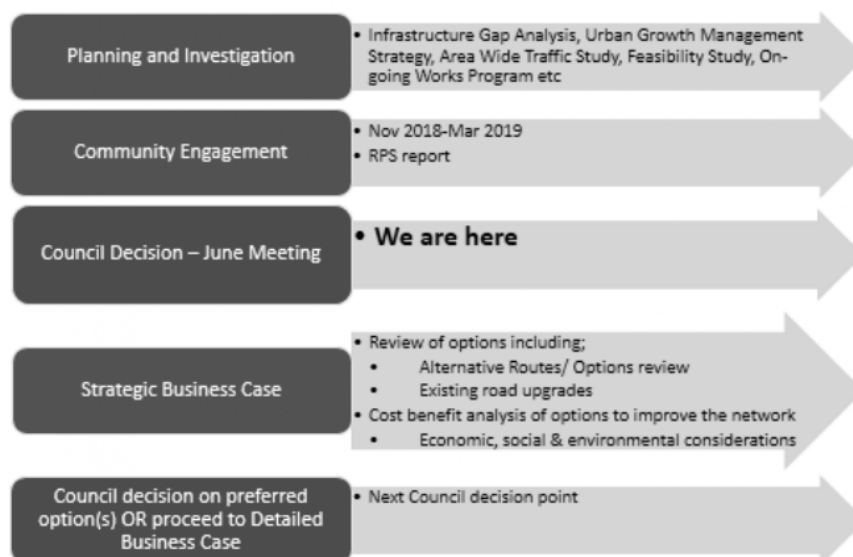 Planning and Investigation
• Infrastructure Gap Analysis, Urban Growth Management
Strategy, Area Wide Traffic Study, Feasibility Study, On-
going Works Program etc
Community Engagement
• Nov 2018-Mar 2019
• RPS report
Council Decision – June Meeting
• We are here
Strategic Business Case
• Review of options including;
• Alternative Routes/ Options review
• Existing road upgrades
• Cost benefit analysis of options to improve the network
• Economic, social & environmental considerations
Council decision on preferred
option(s) OR proceed to Detailed
Business Case
• Next Council decision point